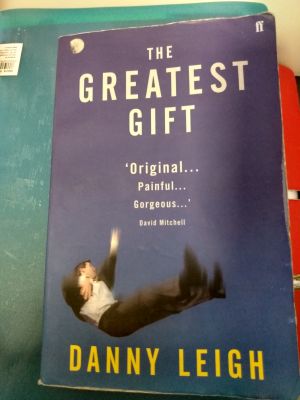 ff
THE
GREATEST
GIFT
'Original...
Painful...
Gorgeous...'
David Mitchell
DANNY LEIGH